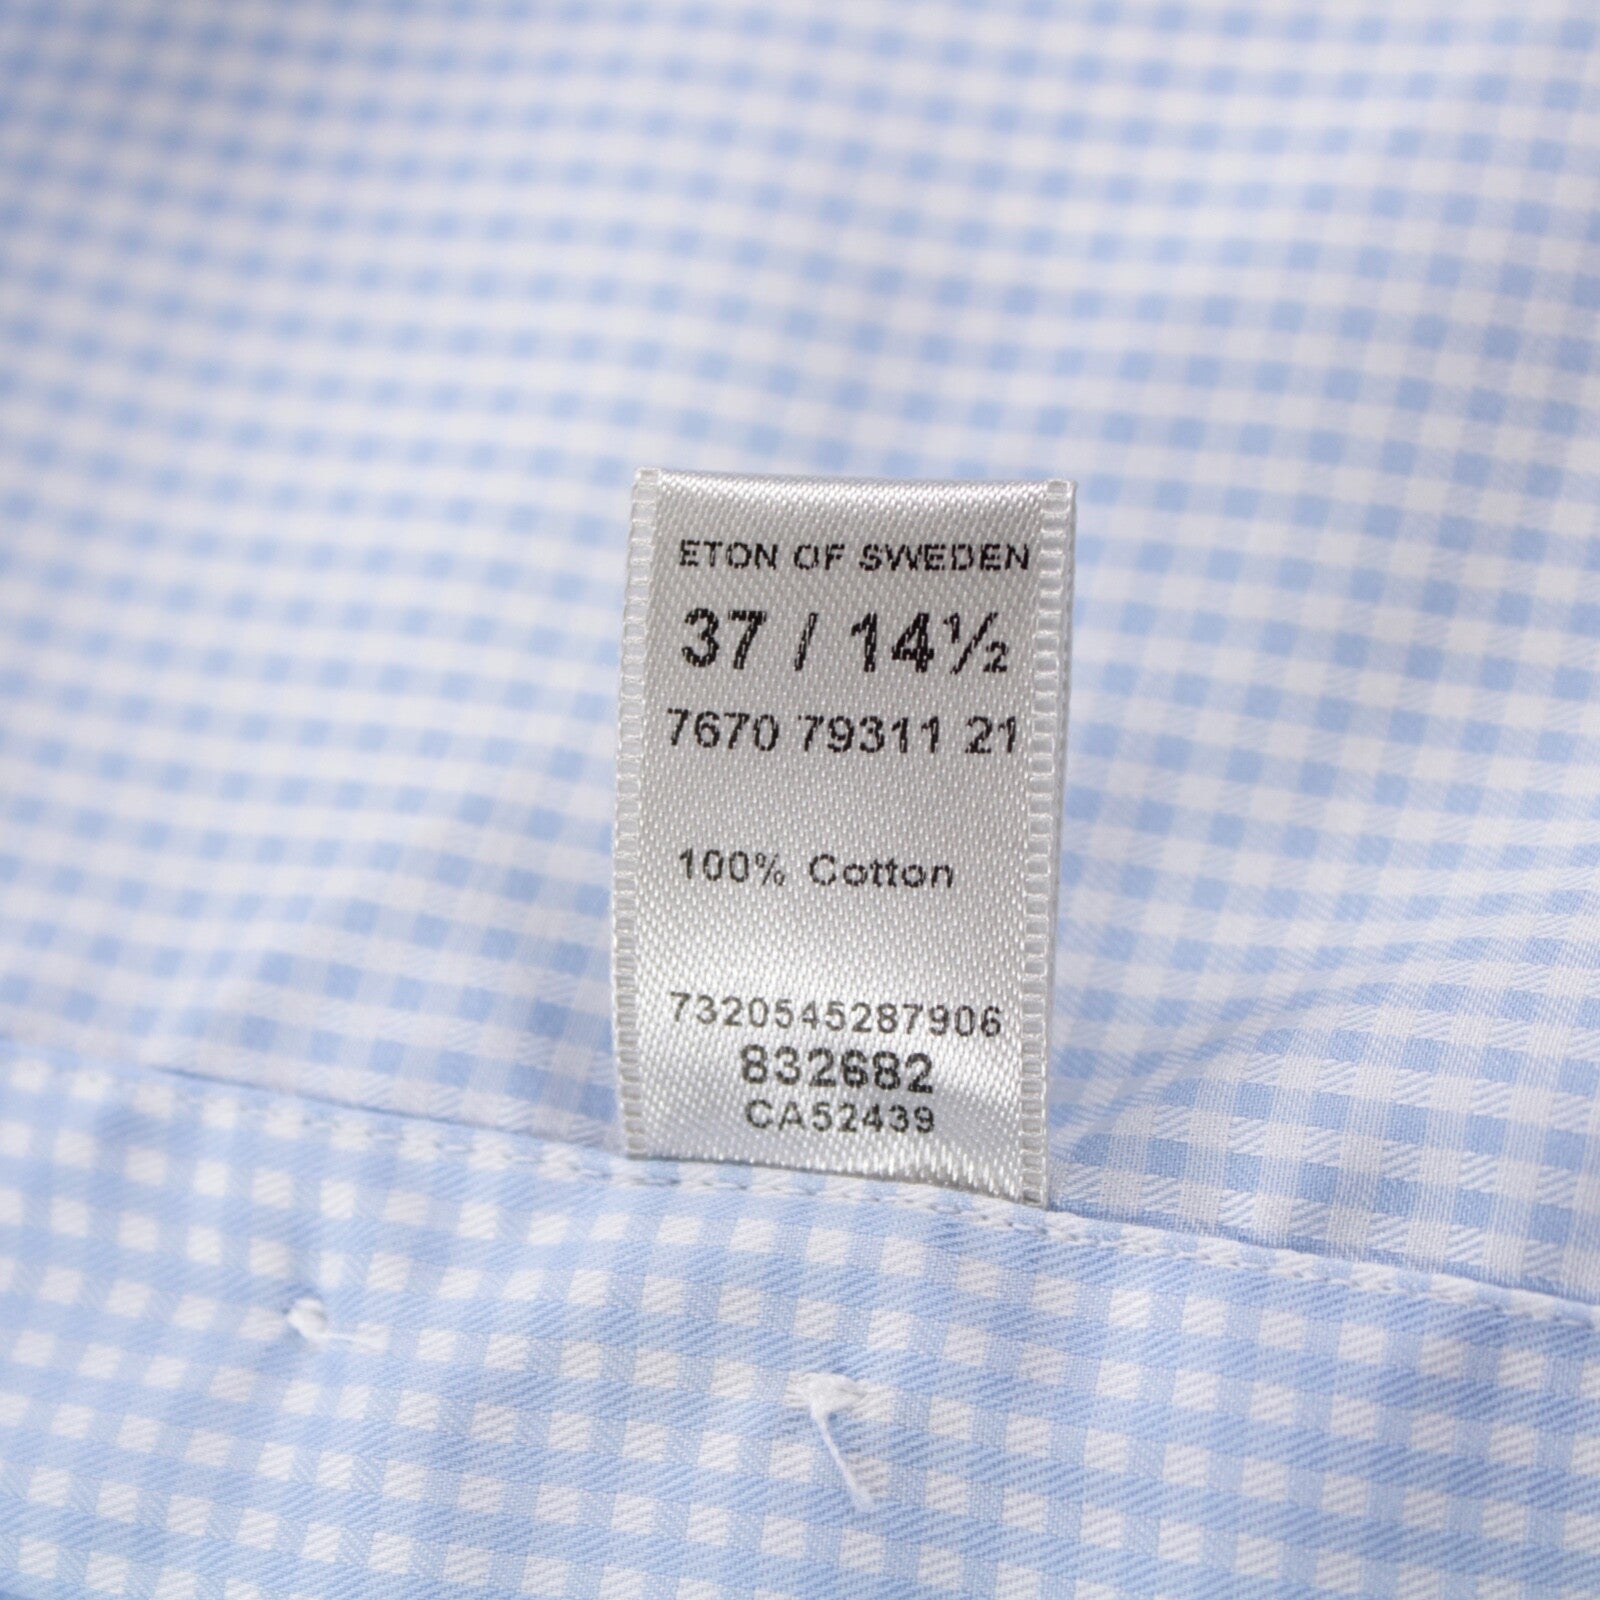 ETON OF SWEDEN
37 / 14½
7670 79311 21
100% Cotton
7320545287906
832682
CA52439